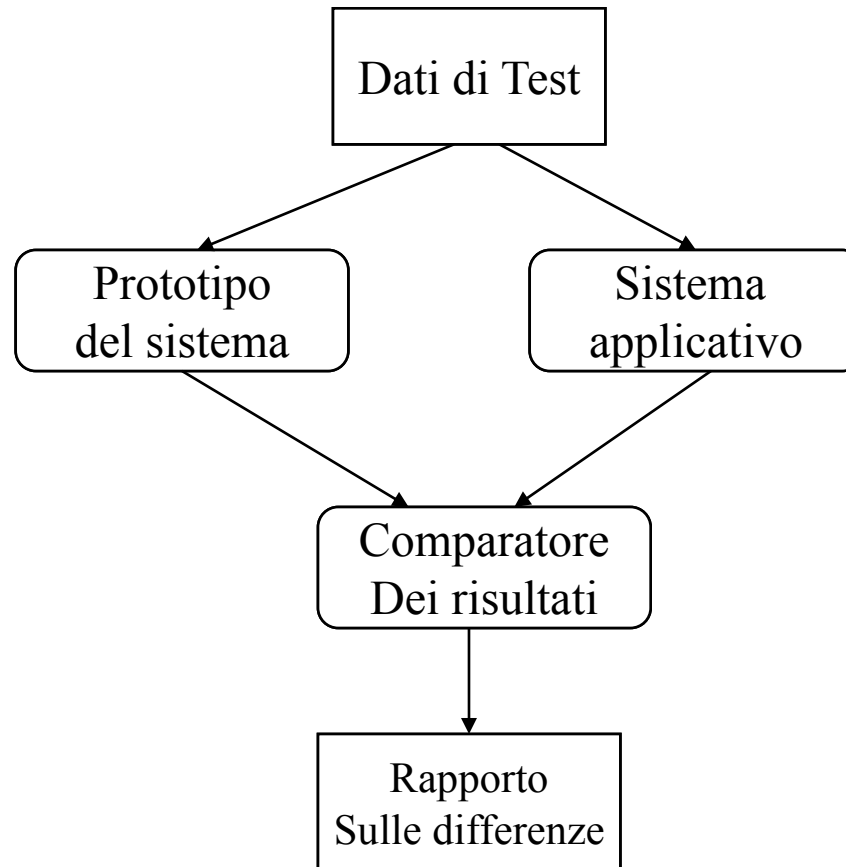 Dati di Test
Prototipo
del sistema
Sistema
applicativo
Comparatore
Dei risultati
Rapporto
Sulle differenze